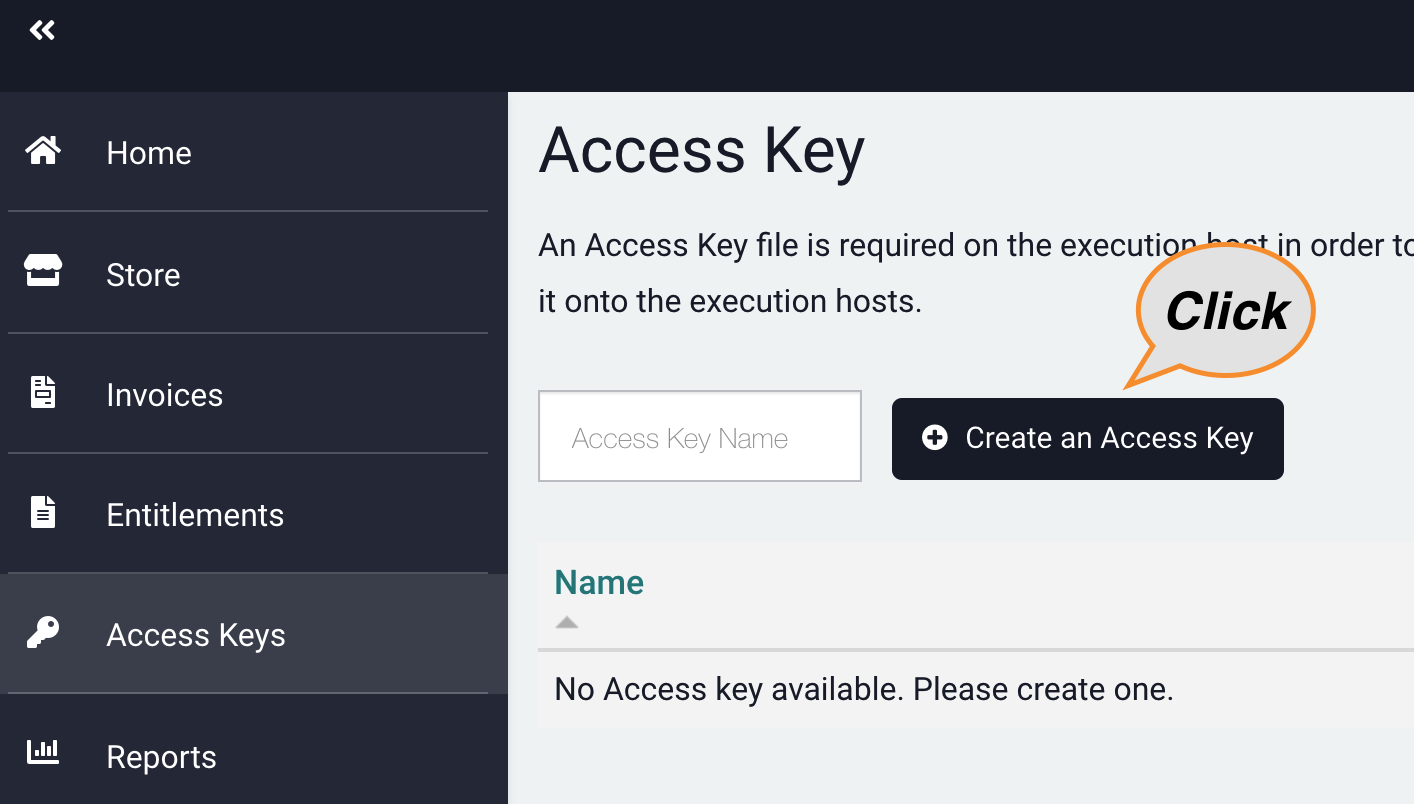 Home
Store
Invoices
Entitlements
Access Keys
Reports
Access Key
An Access Key file is required on the execution host in order to
it onto the execution hosts.
Click
Access Key Name
Create an Access Key
Name
No Access key available. Please create one.